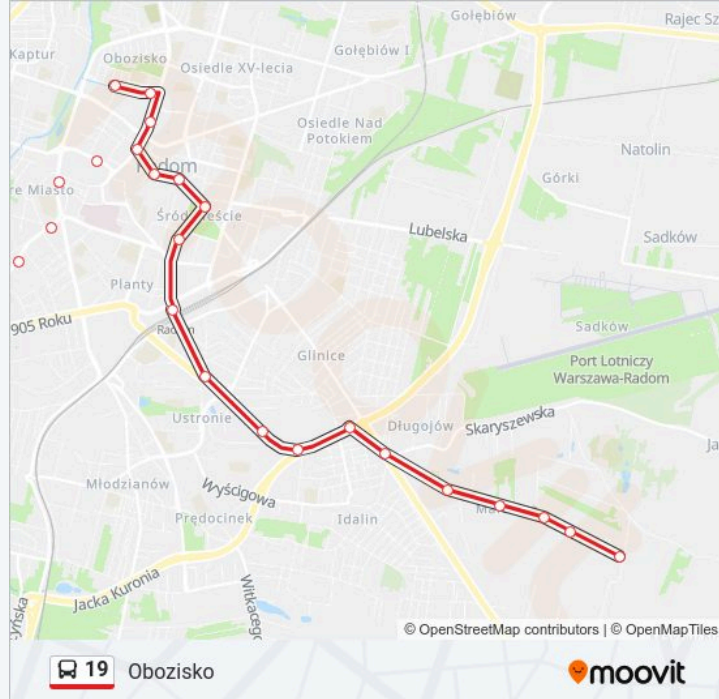 Gołębiów
Rajec Sz
Kaptur
Obozisko
Gołębiów I
Osiedle XV-lecia
Osiedle Nad
Potokiem
Natolin
Radom
Górki
re Miasto
Śródmieście
Lubelska
Sadków
Planty
905 Roku
Radom
Sadków
Glinice
Port Lotniczy
Warszawa-Radom
Ustronie
Długojów
Skaryszewska
Ja
Młodzianów
Wyścigowa
Prędocinek
Idalin
Ma
Jacka Kuronia
Witkacego
zyńska
© OpenStreetMap contributors | © OpenMapTiles
19 Obozisko
moovit